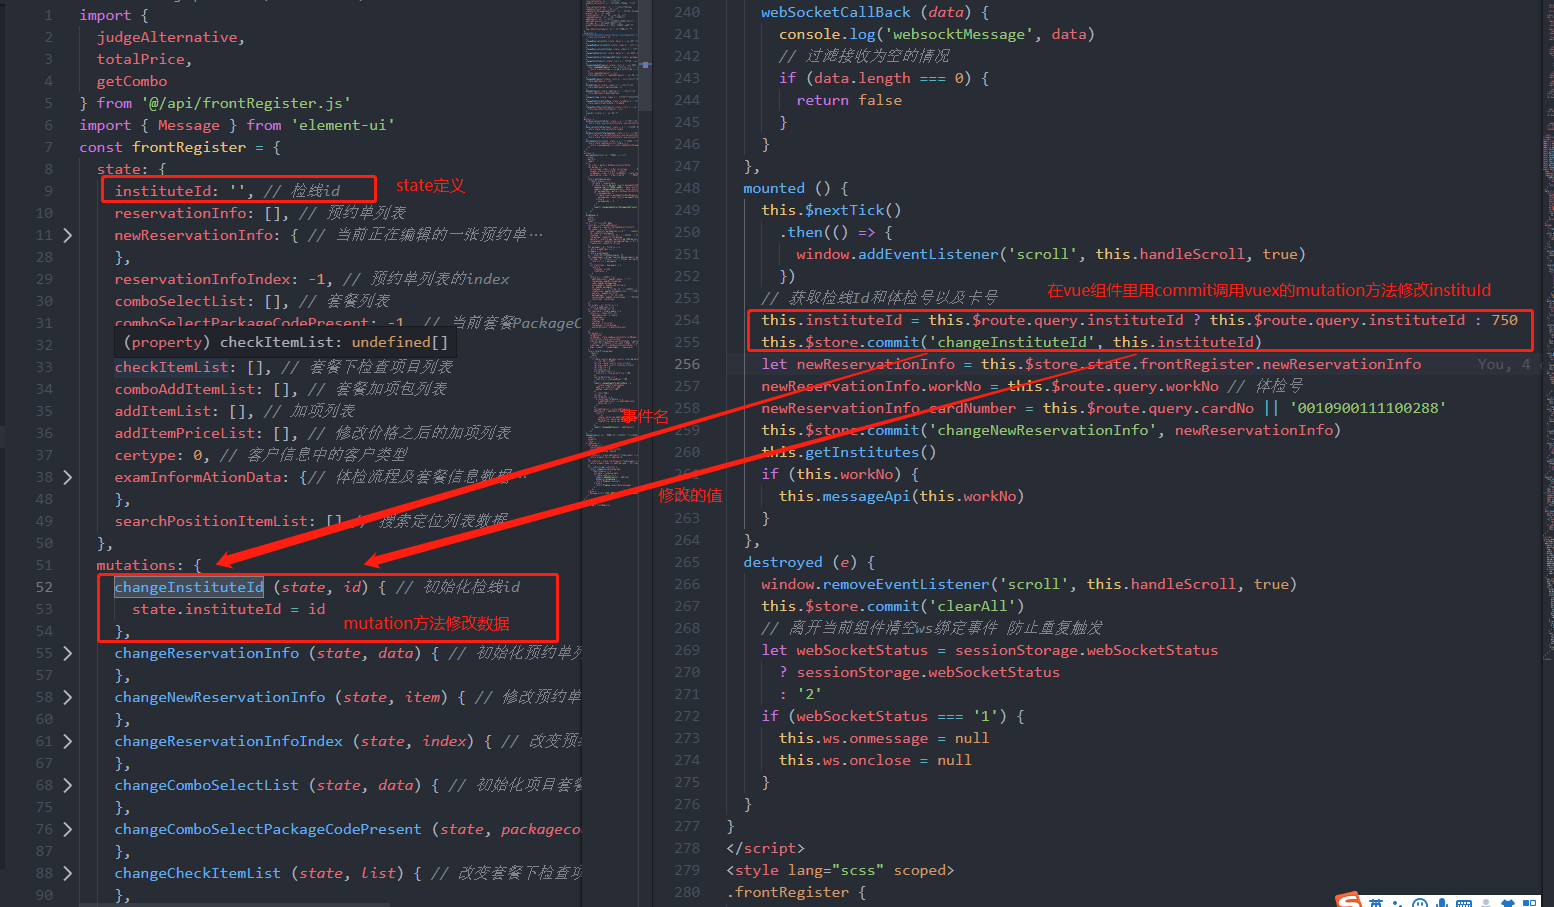 1 import {
2 judgeAlternative,
3 totalPrice,
4 getCombo
5 } from '@/api/frontRegister.js'
6 import { Message } from 'element-ui'
7 const frontRegister = {
8 state: {
9 instituteId: '', // 检线id
state定义
10 reservationInfo: [], // 预约单列表
11 newReservationInfo: { // 当前正在编辑的一张预约单…
28 },
29 reservationInfoIndex: -1, // 预约单列表的index
30 comboSelectList: [], // 套餐列表
31 comboSelectPackageCodePresent: -1, // 当前套餐PackageC
32 (property) checkItemList: undefined[]
33 checkItemList: [], // 套餐下检查项目列表
34 comboAddItemList: [], // 套餐加项包列表
35 addItemList: [], // 加项列表
36 addItemPriceList: [], // 修改价格之后的加项列表
37 certype: 0, // 客户信息中的客户类型
38 examInformAtionData: {// 体检流程及套餐信息数据…
48 },
49 searchPositionItemList: [] // 搜索定位列表数据
50 },
51 mutations: {
52 changeInstituteId (state, id) { // 初始化检线id
53 state.instituteId = id
mutation方法修改数据
54 },
55 changeReservationInfo (state, data) { // 初始化预约单列
57 },
58 changeNewReservationInfo (state, item) { // 修改预约单
60 },
61 changeReservationInfoIndex (state, index) { // 改变预约
67 },
68 changeComboSelectList (state, data) { // 初始化项目套餐
75 },
76 changeComboSelectPackageCodePresent (state, packageco
87 },
88 changeCheckItemList (state, list) { // 改变套餐下检查项
90 },
240 webSocketCallBack (data) {
241 console.log('websocktMessage', data)
242 // 过滤接收为空的情况
243 if (data.length === 0) {
244 return false
245 }
246 }
247 },
248 mounted () {
249 this.$nextTick()
250 .then(() => {
251 window.addEventListener('scroll', this.handleScroll, true)
252 })
253 // 获取检线Id和体检号以及卡号
在vue组件里用commit调用vuex的mutation方法修改instituId
254 this.instituteId = this.$route.query.instituteId ? this.$route.query.instituteId : 750
255 this.$store.commit('changeInstituteId', this.instituteId)
256 let newReservationInfo = this.$store.state.frontRegister.newReservationInfo You, 4
257 newReservationInfo.workNo = this.$route.query.workNo // 体检号
事件名
258 newReservationInfo.cardNumber = this.$route.query.cardNo || '0010900111100288'
259 this.$store.commit('changeNewReservationInfo', newReservationInfo)
260 this.getInstitutes()
261 if (this.workNo) {
修改的值
this.messageApi(this.workNo)
263 }
264 },
265 destroyed (e) {
266 window.removeEventListener('scroll', this.handleScroll, true)
267 this.$store.commit('clearAll')
268 // 离开当前组件清空ws绑定事件 防止重复触发
269 let webSocketStatus = sessionStorage.webSocketStatus
270 ? sessionStorage.webSocketStatus
271 : '2'
272 if (webSocketStatus === '1') {
273 this.ws.onmessage = null
274 this.ws.onclose = null
275 }
276 }
277 }
278 </script>
279 <style lang="scss" scoped>
280 .frontRegister {
英